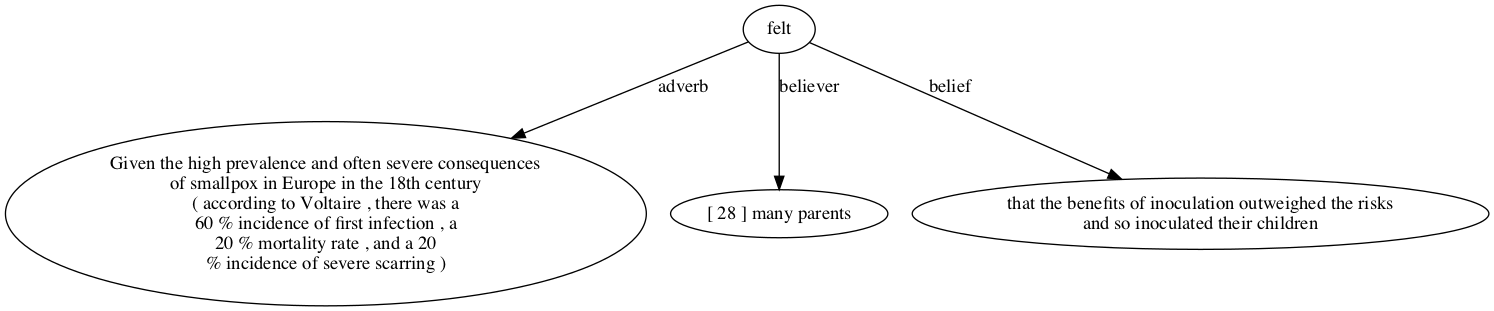 felt
adverb
believer
belief
Given the high prevalence and often severe consequences
of smallpox in Europe in the 18th century
( according to Voltaire , there was a
60 % incidence of first infection , a
20 % mortality rate , and a 20
% incidence of severe scarring )
[ 28 ] many parents
that the benefits of inoculation outweighed the risks
and so inoculated their children